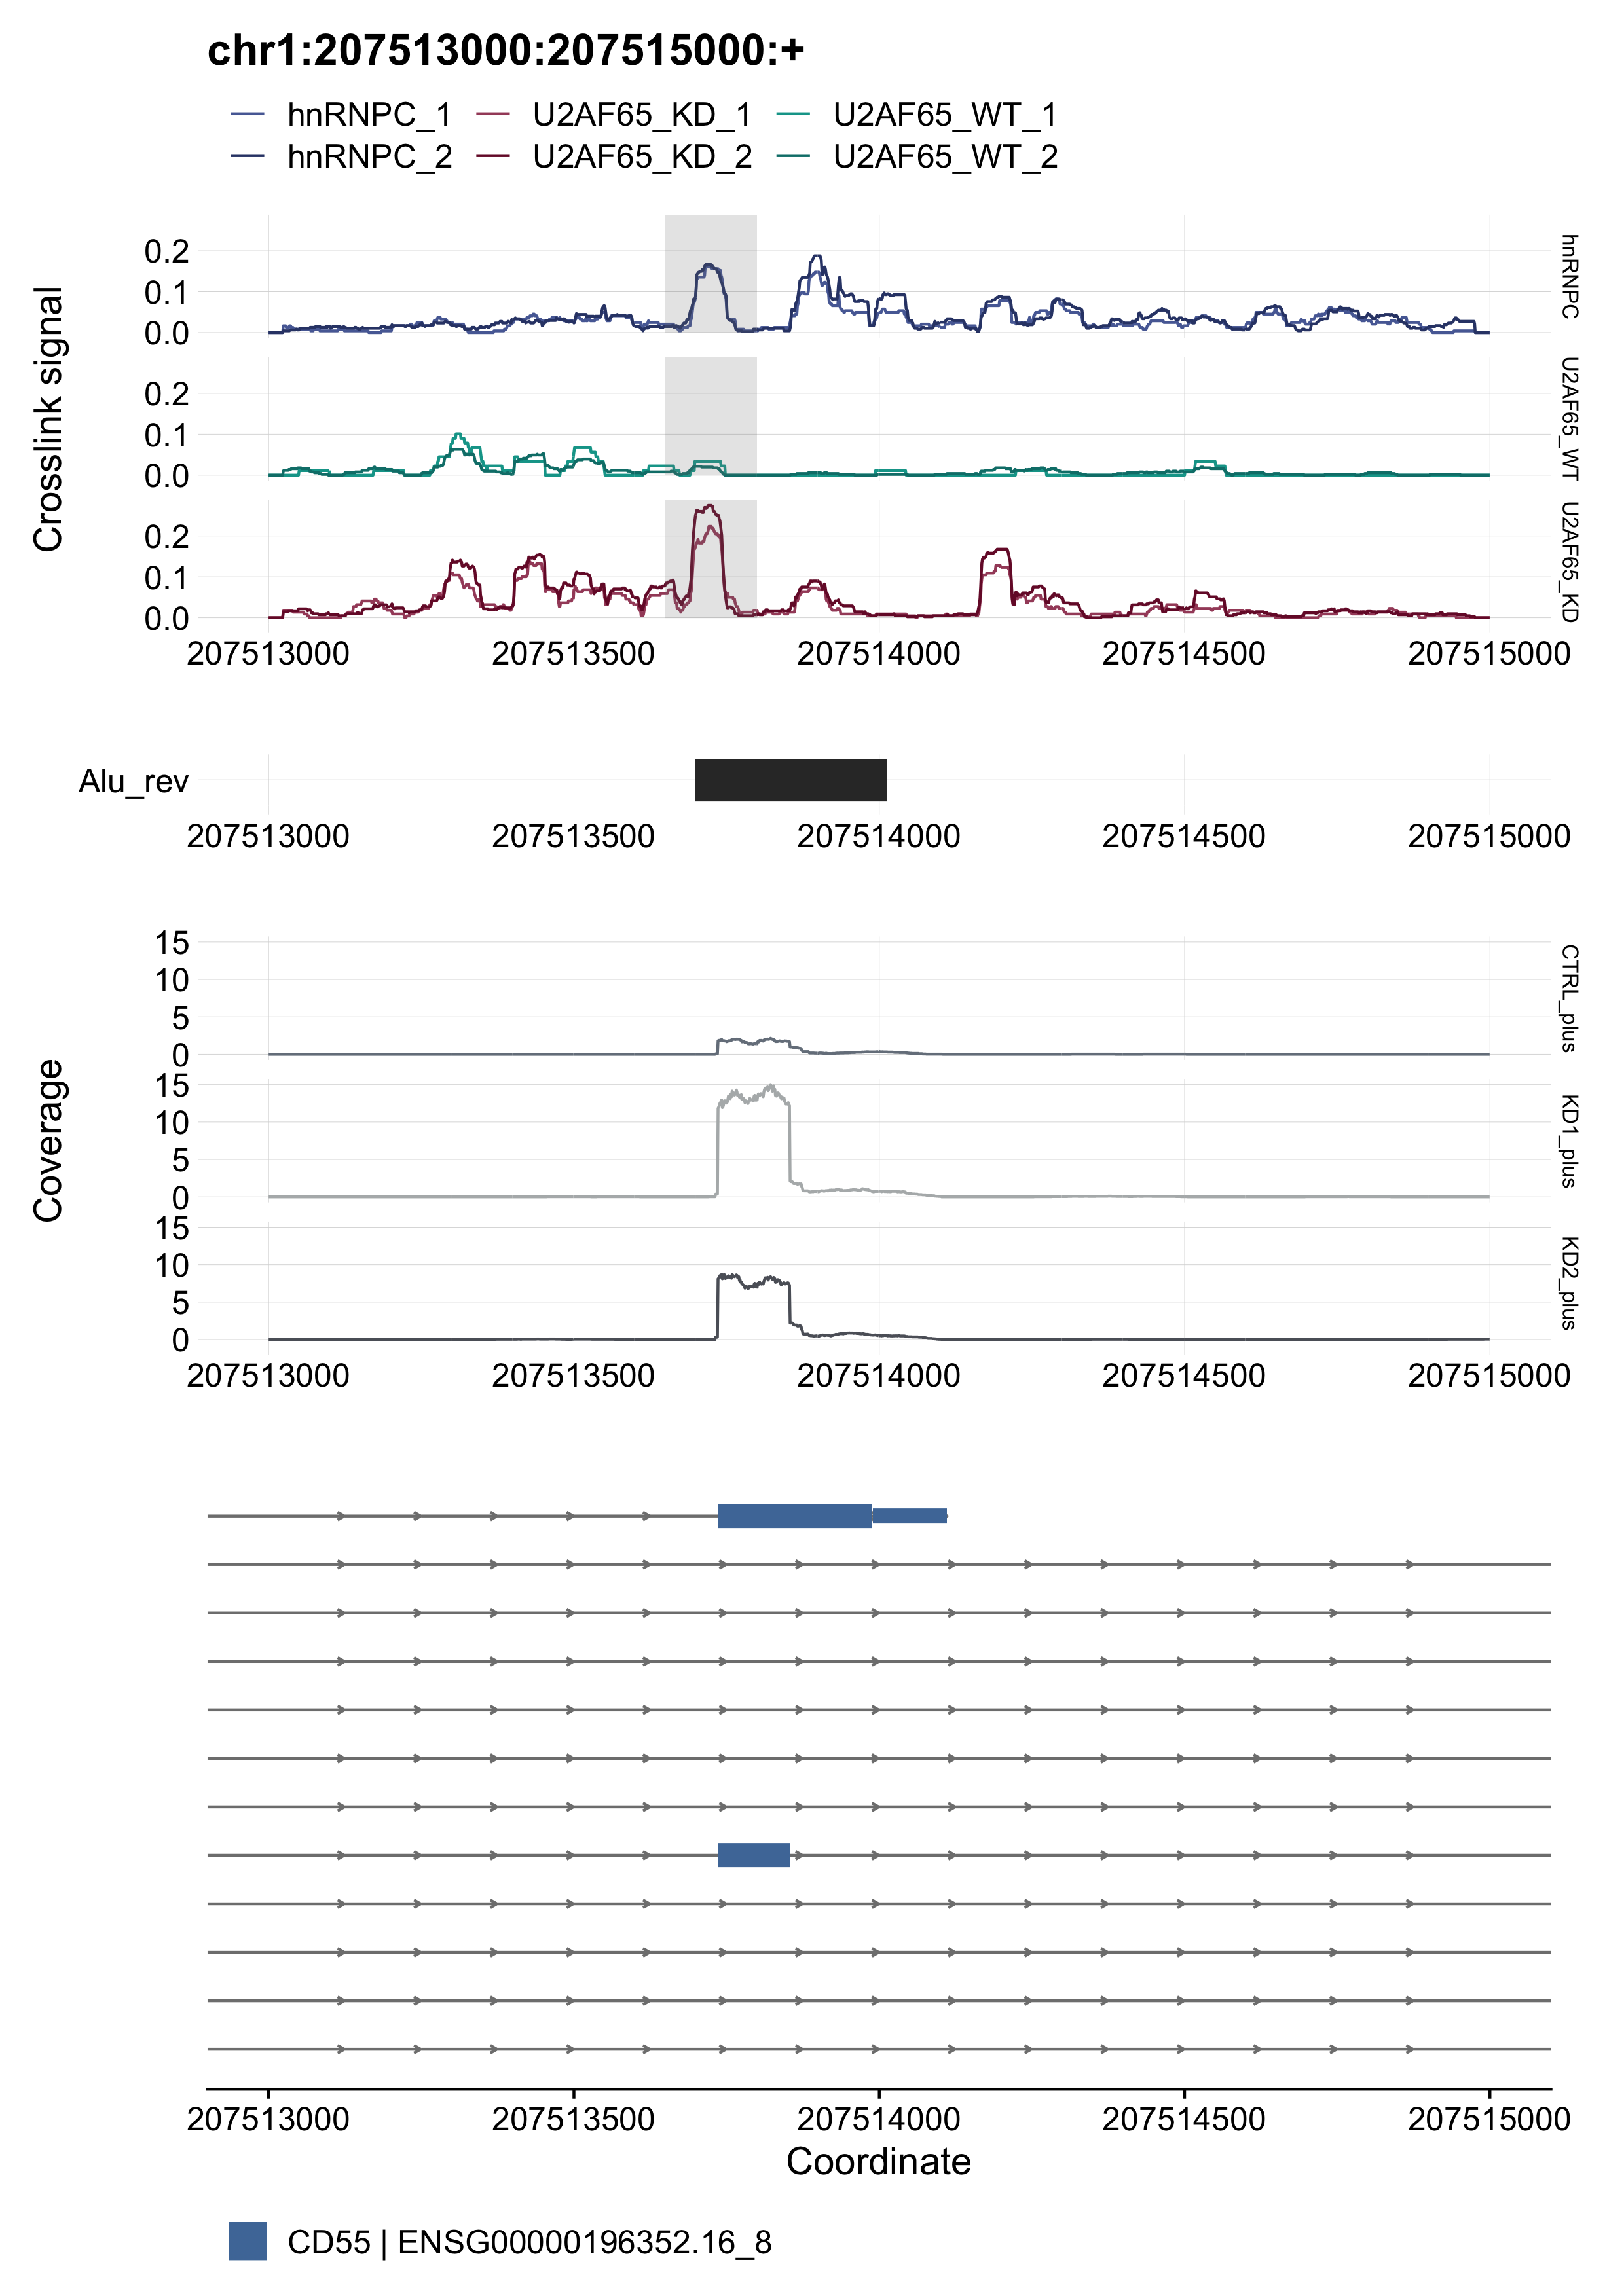 chr1:207513000:207515000:+
hnRNPC_1 U2AF65_KD_1 U2AF65_WT_1
hnRNPC_2 U2AF65_KD_2 U2AF65_WT_2
Crosslink signal
0.2
0.1
0.0
hnRNPC
0.2
0.1
0.0
U2AF65_WT
0.2
0.1
0.0
U2AF65_KD
207513000 207513500 207514000 207514500 207515000
Alu_rev
207513000 207513500 207514000 207514500 207515000
Coverage
15
10
5
0
CTRL_plus
15
10
5
0
KD1_plus
15
10
5
0
KD2_plus
207513000 207513500 207514000 207514500 207515000
207513000 207513500 207514000 207514500 207515000
Coordinate
CD55 | ENSG00000196352.16_8